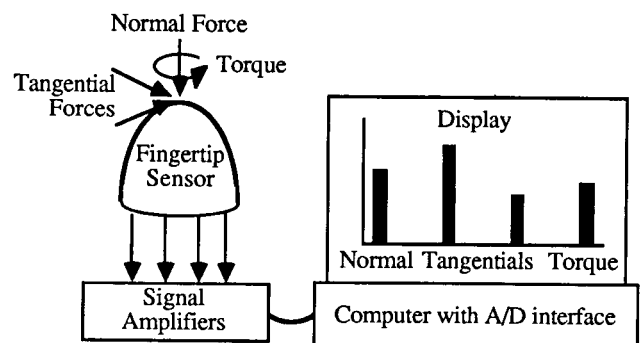 Normal Force
Torque
Tangential
Forces
Fingertip
Sensor
Display
Normal Tangentials Torque
Signal
Amplifiers
Computer with A/D interface